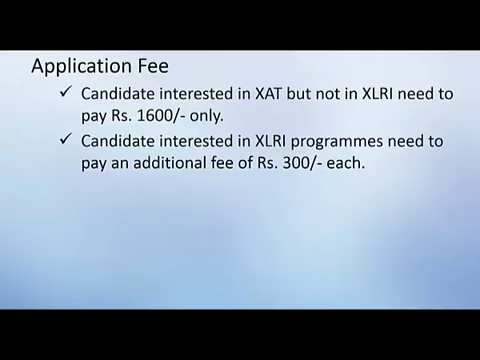 Application Fee
✓ Candidate interested in XAT but not in XLRI need to
pay Rs. 1600/- only.
✓ Candidate interested in XLRI programmes need to
pay an additional fee of Rs. 300/- each.